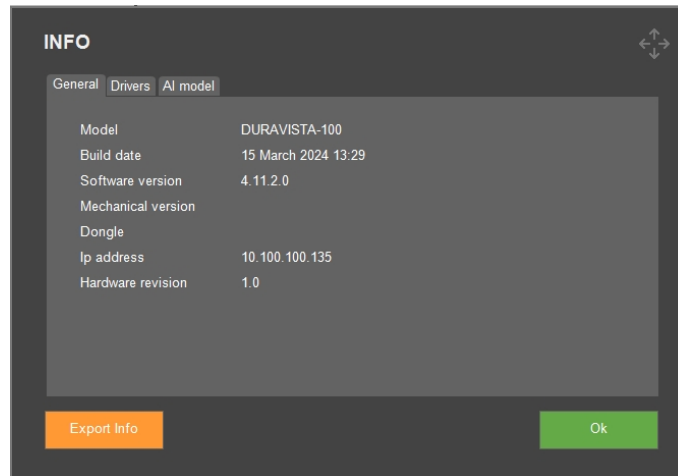 INFO
General Drivers AI model
Model DURAVISTA-100
Build date 15 March 2024 13:29
Software version 4.11.2.0
Mechanical version
Dongle
Ip address 10.100.100.135
Hardware revision 1.0
Export Info Ok